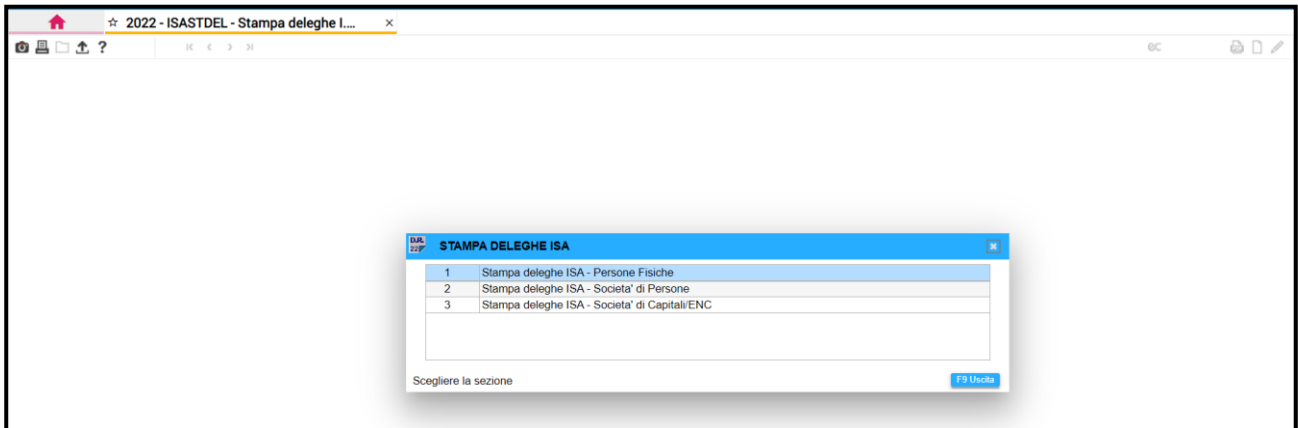 ☆ 2022 - ISASTDEL - Stampa deleghe I.... ×
?
STAMPA DELEGHE ISA
1 Stampa deleghe ISA - Persone Fisiche
2 Stampa deleghe ISA - Societa' di Persone
3 Stampa deleghe ISA - Societa' di Capitali/ENC
Scegliere la sezione F9 Uscita